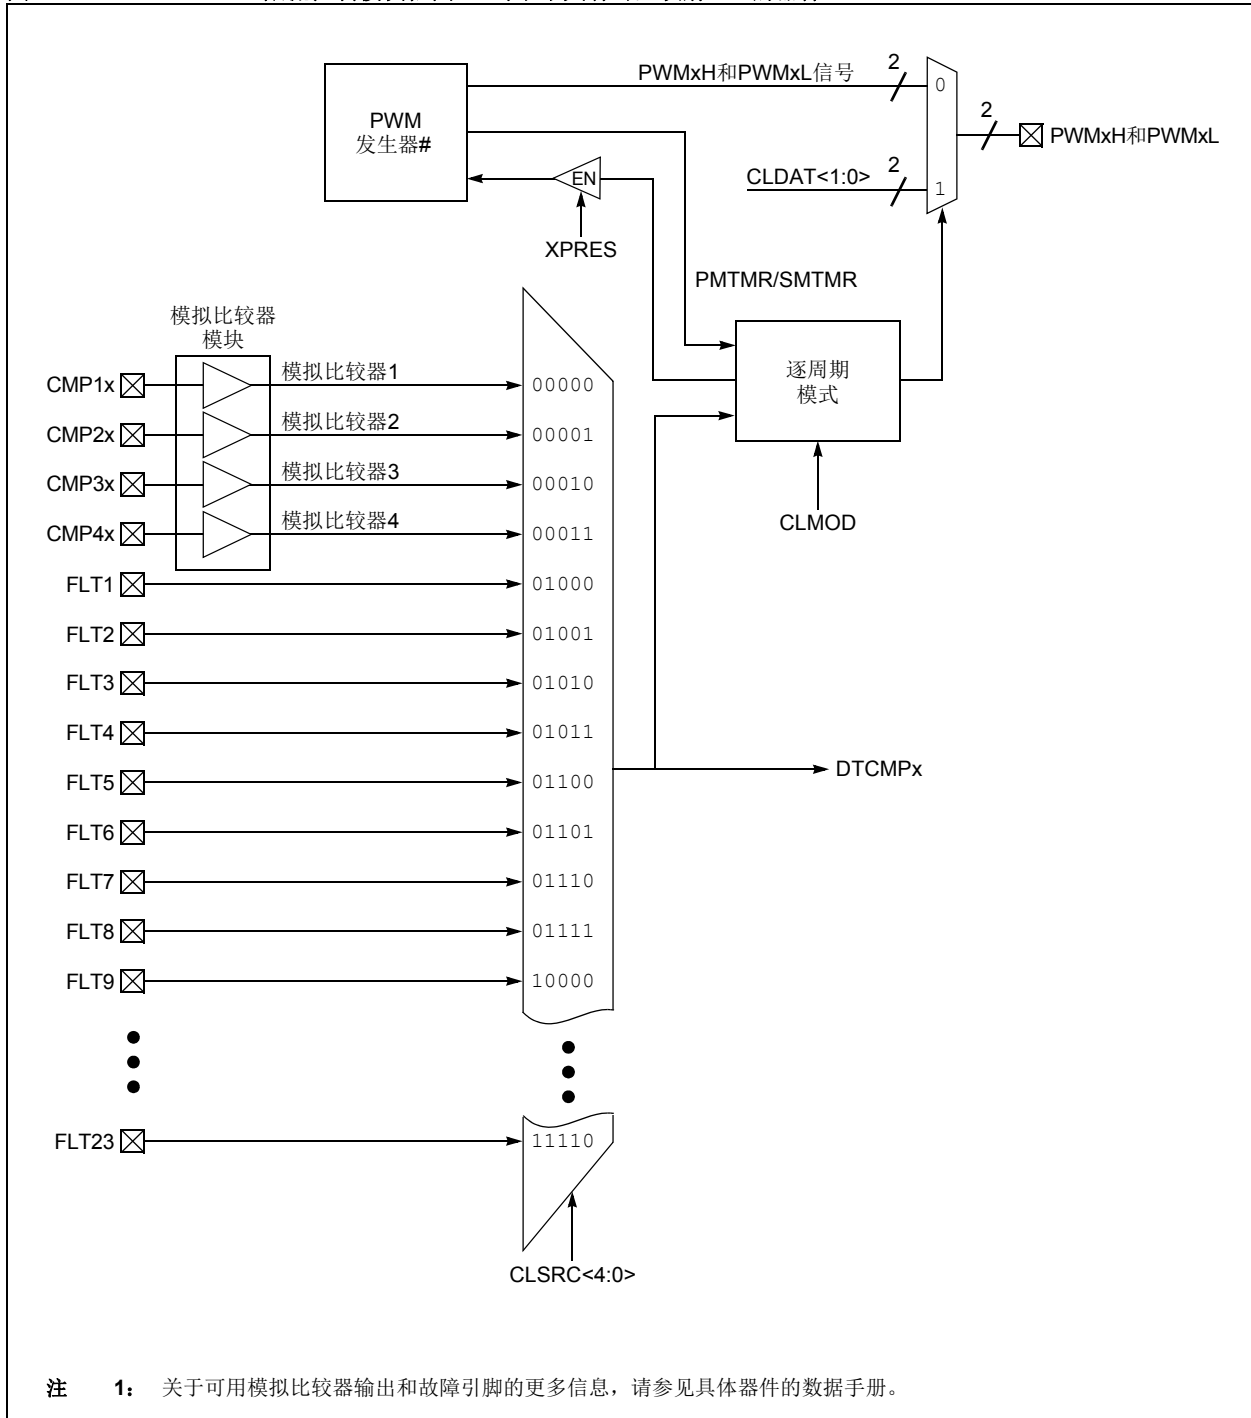 PWMxH和PWMxL信号
2
0
PWM
发生器#
2
PWMxH和PWMxL
CLDAT<1:0>
2
1
EN
XPRES
PMTMR/SMTMR
模拟比较器
模块
逐周期
模式
CLMOD
CMP1x
模拟比较器1
00000
CMP2x
模拟比较器2
00001
CMP3x
模拟比较器3
00010
CMP4x
模拟比较器4
00011
FLT1
01000
FLT2
01001
FLT3
01010
FLT4
01011
DTCMPx
FLT5
01100
FLT6
01101
FLT7
01110
FLT8
01111
FLT9
10000
FLT23
11110
CLSRC<4:0>
注 1： 关于可用模拟比较器输出和故障引脚的更多信息，请参见具体器件的数据手册。